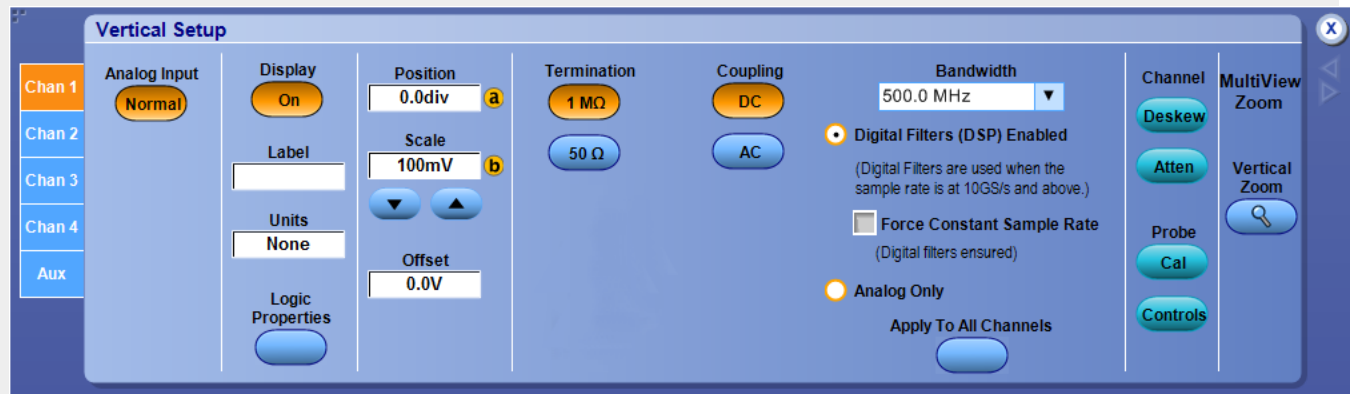 Vertical Setup
X
Chan 1
Chan 2
Chan 3
Chan 4
Aux
Analog Input
Normal
Display
On
Label
Units
None
Logic
Properties
Position
0.0div
a
Scale
100mV
b
Offset
0.0V
Termination
1 MΩ
50 Ω
Coupling
DC
AC
Bandwidth
500.0 MHz
Digital Filters (DSP) Enabled
(Digital Filters are used when the
sample rate is at 10GS/s and above.)
Force Constant Sample Rate
(Digital filters ensured)
Analog Only
Apply To All Channels
Channel
Deskew
Atten
Probe
Cal
Controls
MultiView
Zoom
Vertical
Zoom